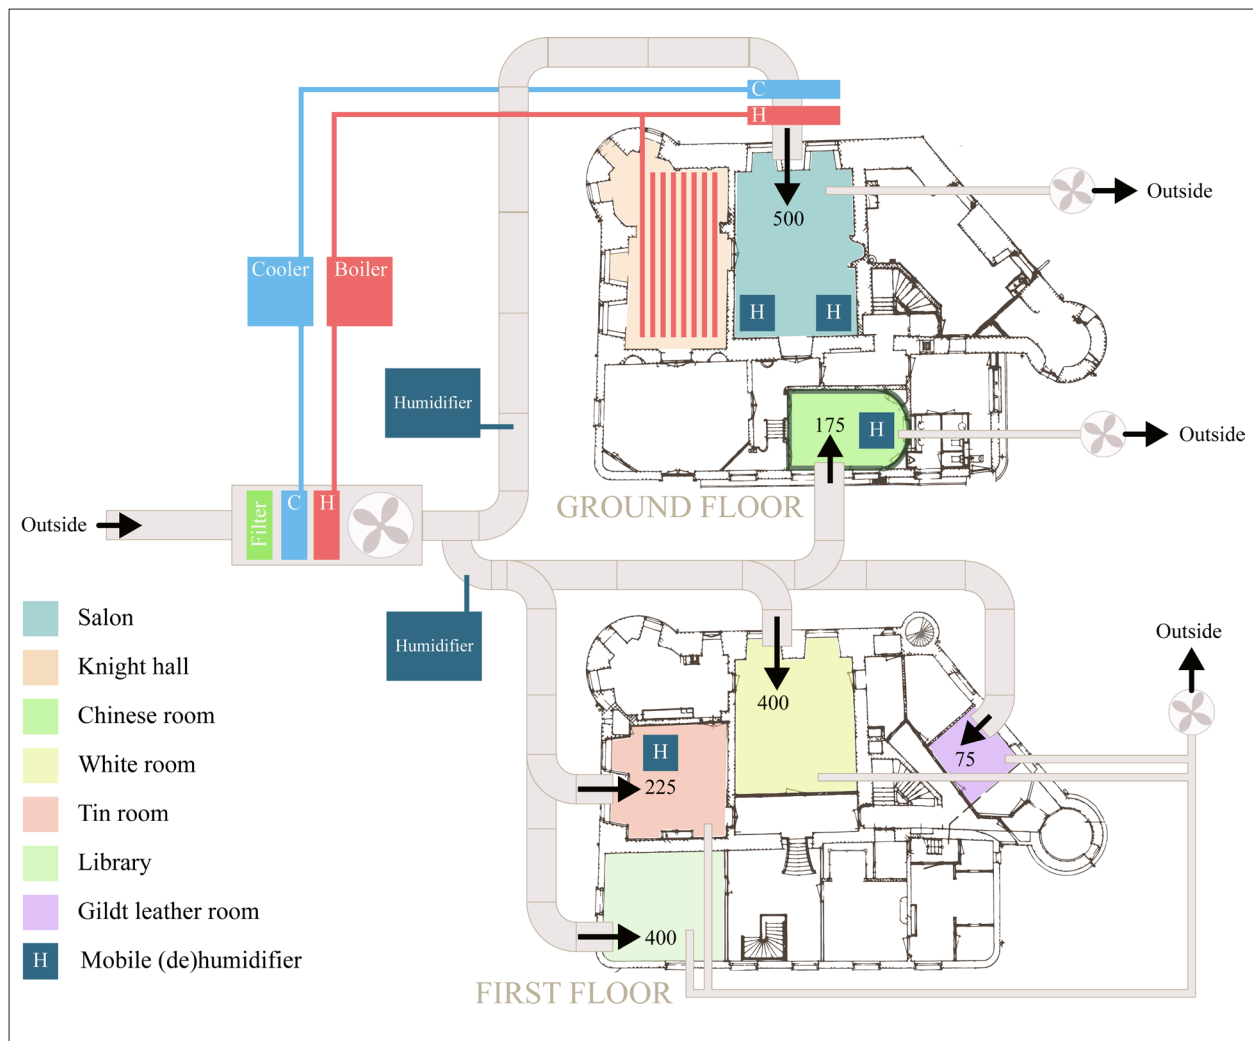 C
H
Outside
500
Cooler
Boiler
H
H
Humidifier
175
H
Outside
GROUND FLOOR
Outside
Filter
C
H
Humidifier
Salon
Knight hall
Chinese room
White room
Tin room
Library
Gildt leather room
H
Mobile (de)humidifier
Outside
400
75
H
225
400
FIRST FLOOR